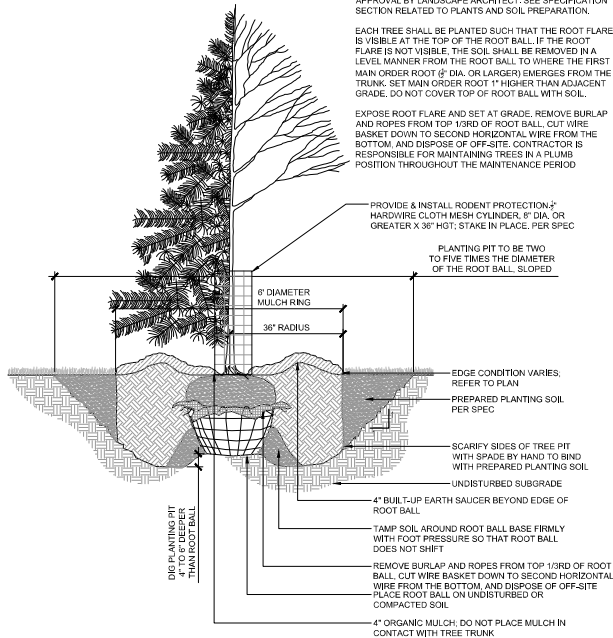 APPROVAL BY LANDSCAPE ARCHITECT. SEE SPECIFICATION
SECTION RELATED TO PLANTS AND SOIL PREPARATION.
EACH TREE SHALL BE PLANTED SUCH THAT THE ROOT FLARE
IS VISIBLE AT THE TOP OF THE ROOT BALL. IF THE ROOT
FLARE IS NOT VISIBLE, THE SOIL SHALL BE REMOVED IN A
LEVEL MANNER FROM THE ROOT BALL TO WHERE THE FIRST
MAIN ORDER ROOT ( " DIA. OR LARGER) EMERGES FROM THE
TRUNK. SET MAIN ORDER ROOT 1" HIGHER THAN ADJACENT
GRADE. DO NOT COVER TOP OF ROOT BALL WITH SOIL.
EXPOSE ROOT FLARE AND SET AT GRADE. REMOVE BURLAP
AND ROPES FROM TOP 1/3RD OF ROOT BALL, CUT WIRE
BASKET DOWN TO SECOND HORIZONTAL WIRE FROM THE
BOTTOM, AND DISPOSE OF OFF-SITE. CONTRACTOR IS
RESPONSIBLE FOR MAINTAINING TREES IN A PLUMB
POSITION THROUGHOUT THE MAINTENANCE PERIOD
PROVIDE & INSTALL RODENT PROTECTION-
HARDWIRE CLOTH MESH CYLINDER, 8" DIA. OR
GREATER X 36" HGT; STAKE IN PLACE. PER SPEC
PLANTING PIT TO BE TWO
TO FIVE TIMES THE DIAMETER
OF THE ROOT BALL, SLOPED
6' DIAMETER
MULCH RING
36" RADIUS
EDGE CONDITION VARIES;
REFER TO PLAN
PREPARED PLANTING SOIL
PER SPEC
SCARIFY SIDES OF TREE PIT
WITH SPADE BY HAND TO BIND
WITH PREPARED PLANTING SOIL
UNDISTURBED SUBGRADE
4" BUILT-UP EARTH SAUCER BEYOND EDGE OF
ROOT BALL
TAMP SOIL AROUND ROOT BALL BASE FIRMLY
WITH FOOT PRESSURE SO THAT ROOT BALL
DOES NOT SHIFT
REMOVE BURLAP AND ROPES FROM TOP 1/3RD OF ROOT
BALL, CUT WIRE BASKET DOWN TO SECOND HORIZONTAL
WIRE FROM THE BOTTOM, AND DISPOSE OF OFF-SITE
PLACE ROOT BALL ON UNDISTURBED OR
COMPACTED SOIL
4" ORGANIC MULCH; DO NOT PLACE MULCH IN
CONTACT WITH TREE TRUNK
DIG PLANTING PIT
4" TO 6" DEEPER
THAN ROOT BALL